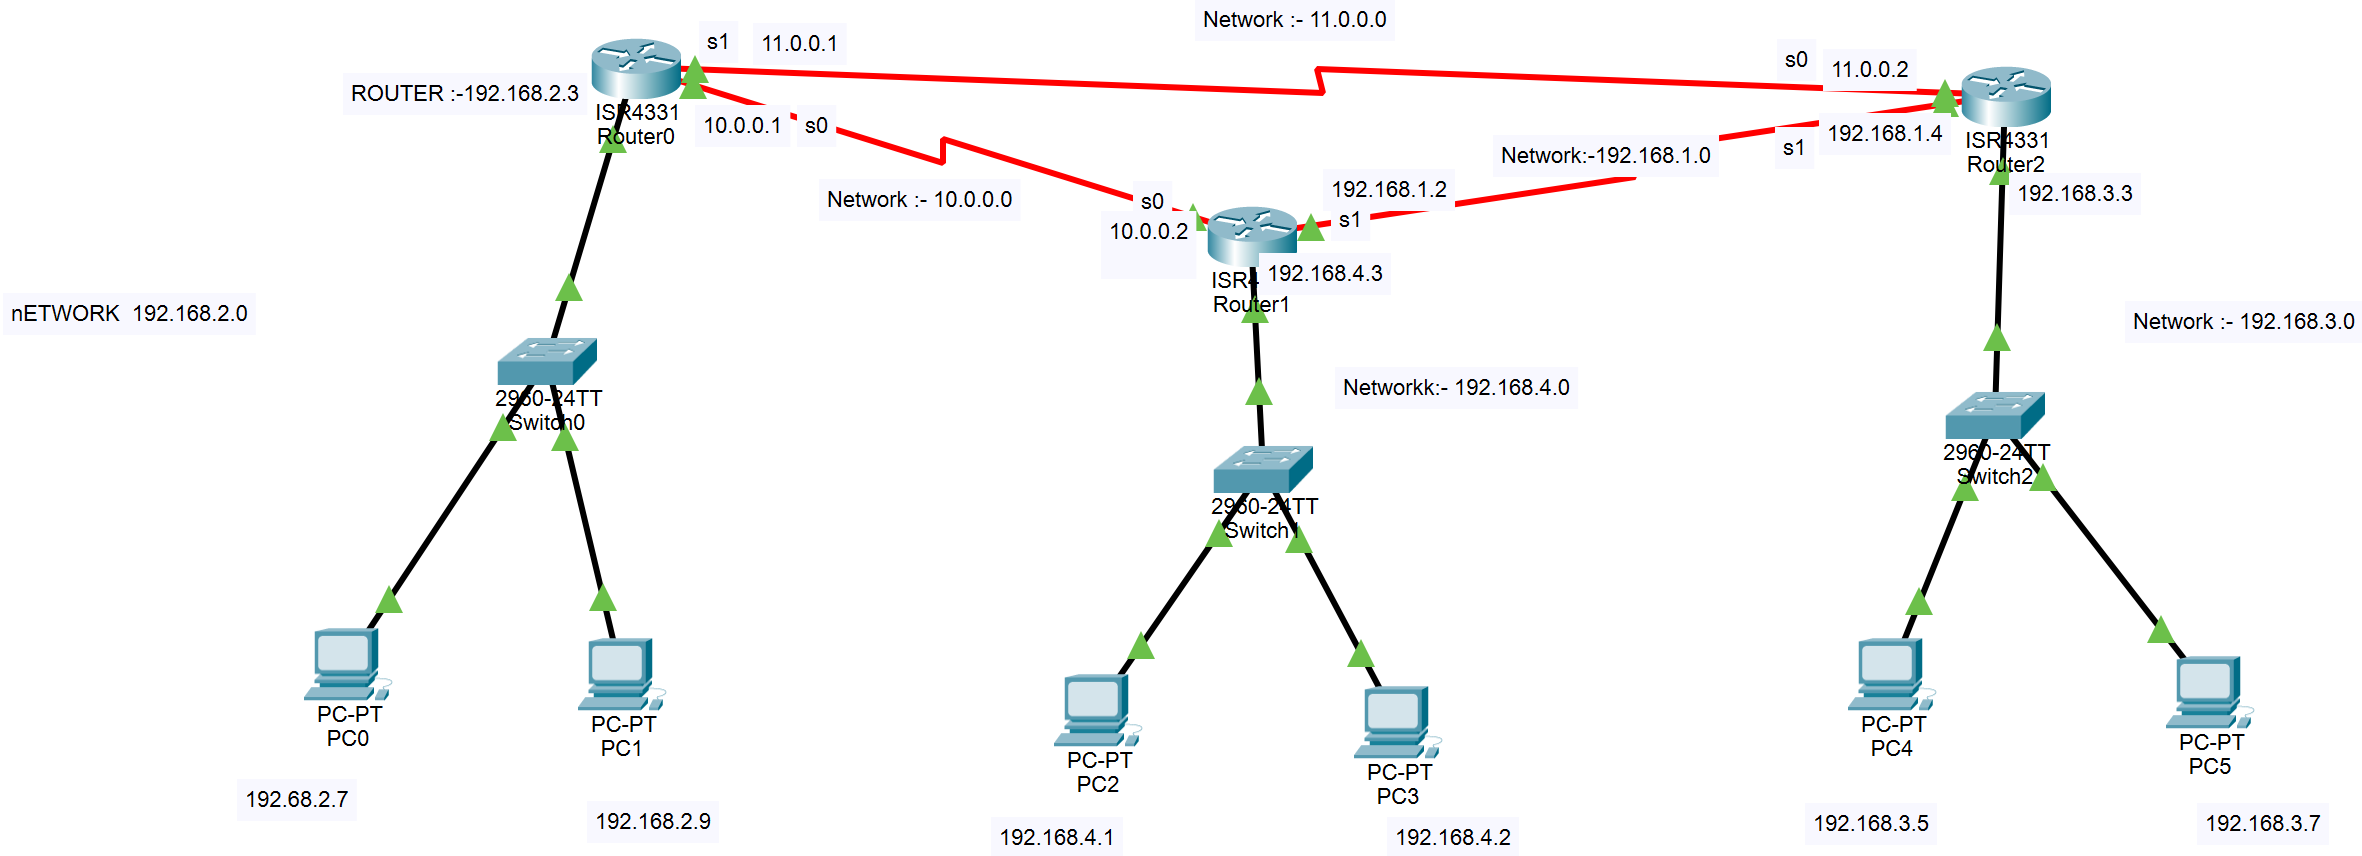 Network :- 11.0.0.0
s1
11.0.0.1
s0
11.0.0.2
ROUTER :-192.168.2.3
ISR4331
Router0
10.0.0.1
s0
192.168.1.4
s1
ISR4331
Router2
Network:-192.168.1.0
192.168.1.2
s1
192.168.3.3
Network :- 10.0.0.0
s0
10.0.0.2
192.168.4.3
ISR4
Router1
nETWORK  192.168.2.0
Network :- 192.168.3.0
2960-24TT
Switch0
Networkk:- 192.168.4.0
2960-24TT
Switch2
2960-24TT
Switch1
PC-PT
PC0
PC-PT
PC1
PC-PT
PC2
PC-PT
PC3
PC-PT
PC4
PC-PT
PC5
192.68.2.7
192.168.2.9
192.168.4.1
192.168.4.2
192.168.3.5
192.168.3.7